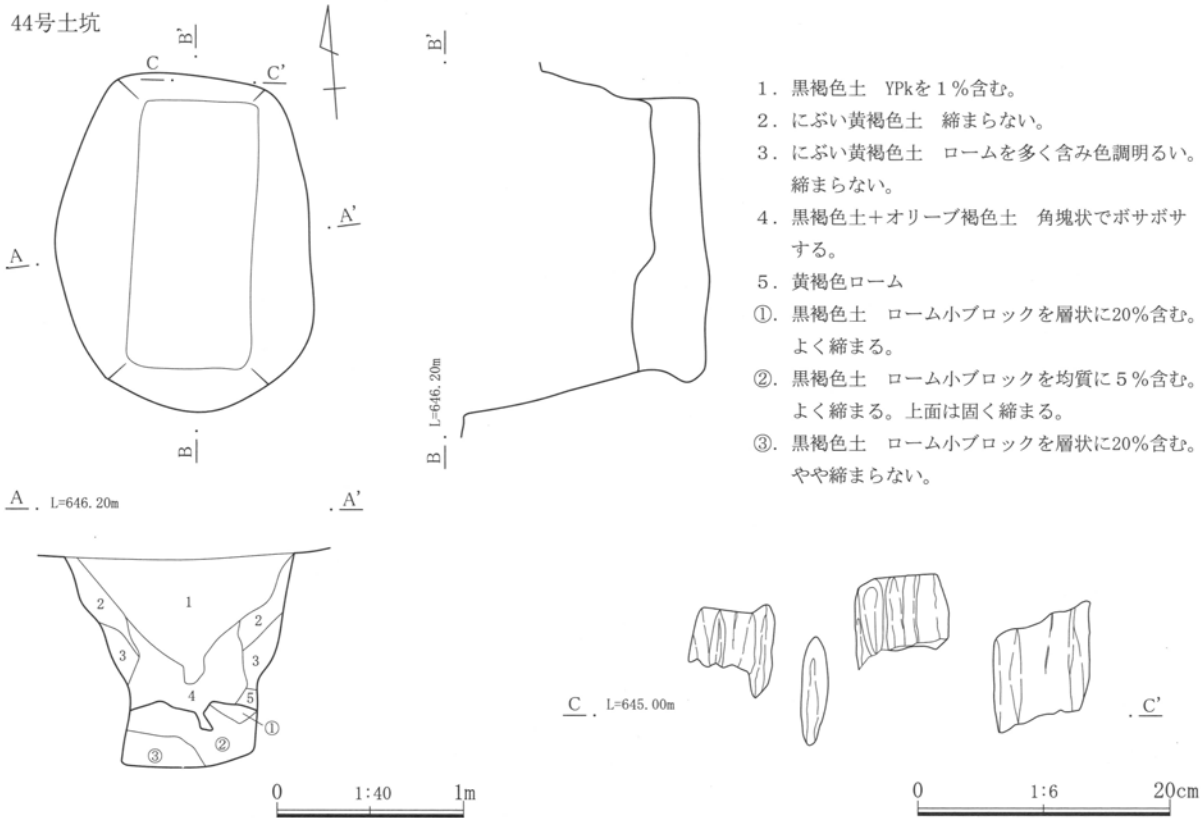 44号土坑
B'
C
C'
A'
A
B
B'
B L=646.20m
1. 黒褐色土　YPkを1％含む。
2. にぶい黄褐色土　締まらない。
3. にぶい黄褐色土　ロームを多く含み色調明るい。
締まらない。
4. 黒褐色土＋オリーブ褐色土　角塊状でボサボサ
する。
5. 黄褐色ローム
①. 黒褐色土　ローム小ブロックを層状に20％含む。
よく締まる。
②. 黒褐色土　ローム小ブロックを均質に5％含む。
よく締まる。上面は固く締まる。
③. 黒褐色土　ローム小ブロックを層状に20％含む。
やや締まらない。
A L=646.20m A'
1
2
2
3
3
4
5
①
②
③
C L=645.00m C'
0 1:40 1m
0 1:6 20cm